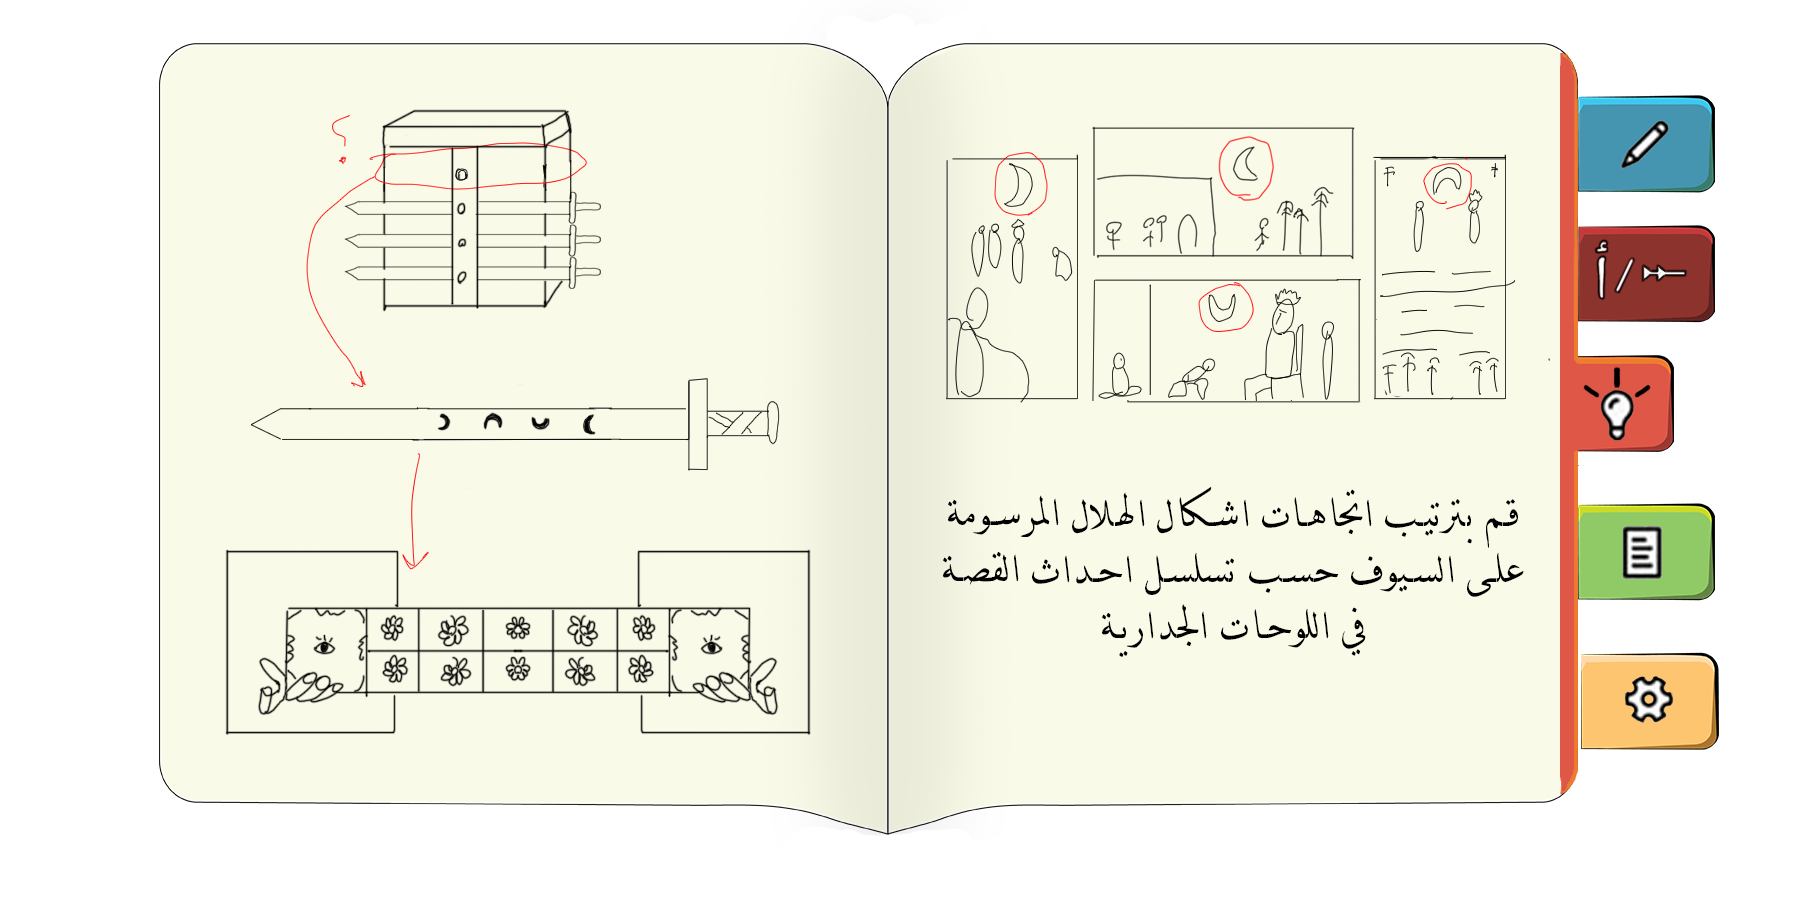 ؟
أ / 
قم بترتيب اتجاهات اشكال الهلال المرسومة
على السيوف حسب تسلسل احداث القصة
في اللوحات الجدارية